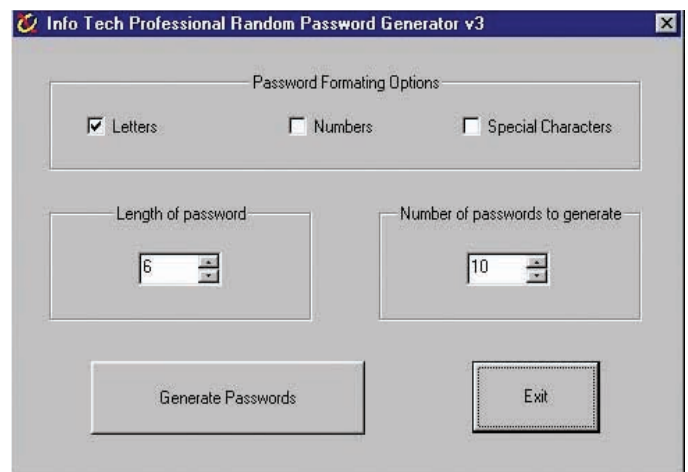 Info Tech Professional Random Password Generator v3
Password Formating Options
Letters
Numbers
Special Characters
Length of password
Number of passwords to generate
6
10
Generate Passwords
Exit